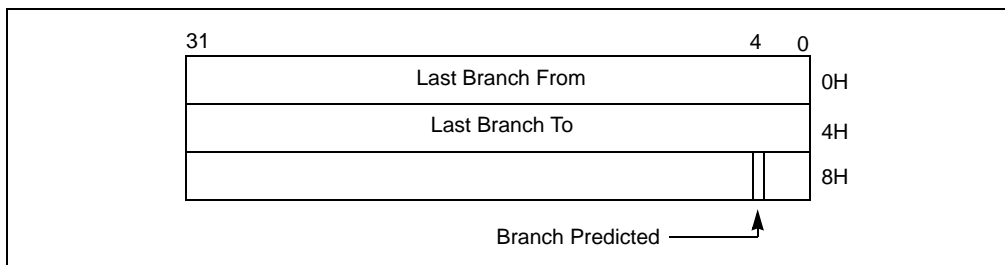 31 4 0
Last Branch From 0H
Last Branch To 4H
8H
Branch Predicted